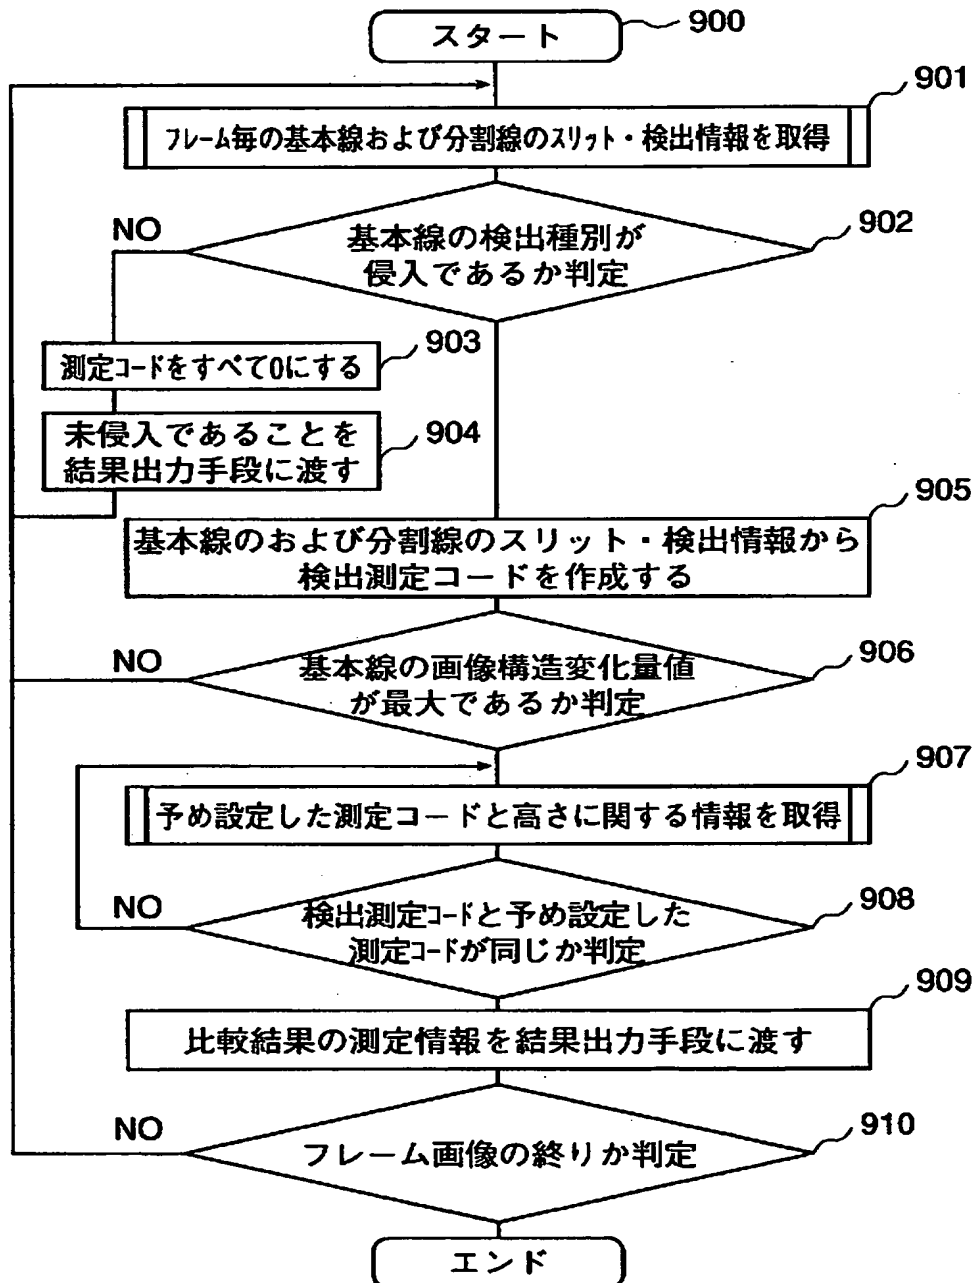 スタート
900
901
フレーム毎の基本線および分割線のスリット・検出情報を取得
NO
902
基本線の検出種別が
侵入であるか判定
903
測定コードをすべて0にする
904
未侵入であることを
結果出力手段に渡す
905
基本線のおよび分割線のスリット・検出情報から
検出測定コードを作成する
NO
906
基本線の画像構造変化量値
が最大であるか判定
907
予め設定した測定コードと高さに関する情報を取得
NO
908
検出測定コードと予め設定した
測定コードが同じか判定
909
比較結果の測定情報を結果出力手段に渡す
NO
910
フレーム画像の終りか判定
エンド